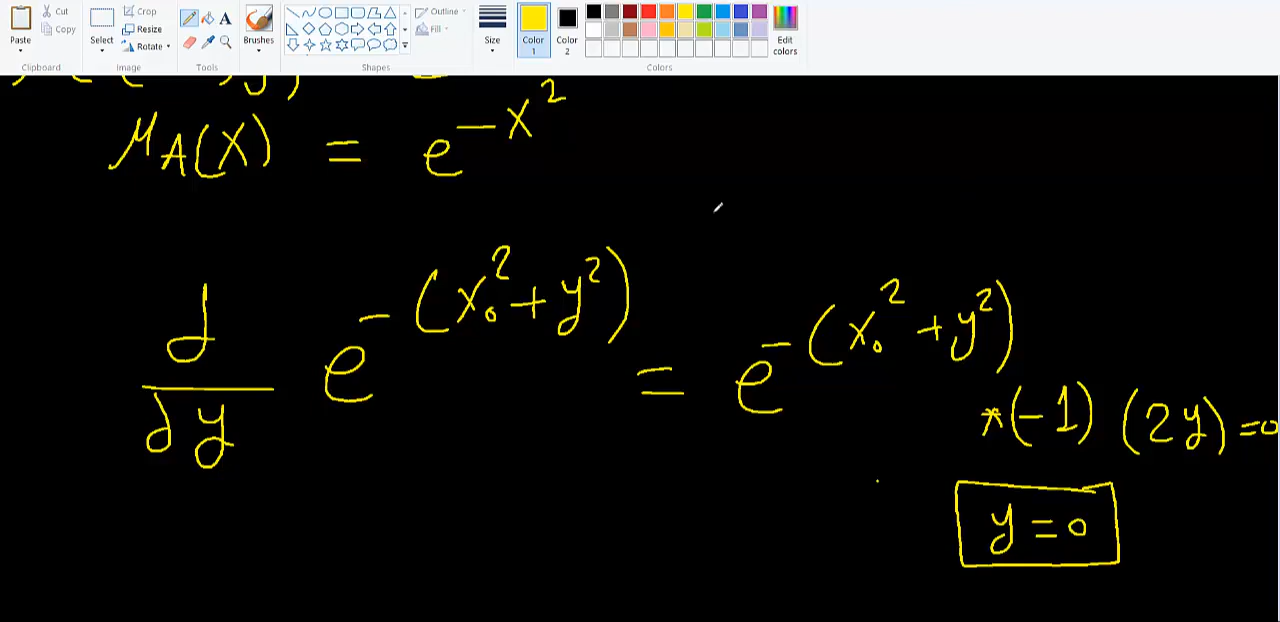 Paste
Cut
Copy
Clipboard
Select
Crop
Resize
Rotate
Image
A
Tools
Brushes
Outline
Fill
Shapes
Size
Color 1
Color 2
Edit colors
Colors
μA(x) = e^-x^2
∂/∂y e^-(x₀^2+y^2) = e^-(x₀^2+y^2)
*(-1) (2y) =0
y=0